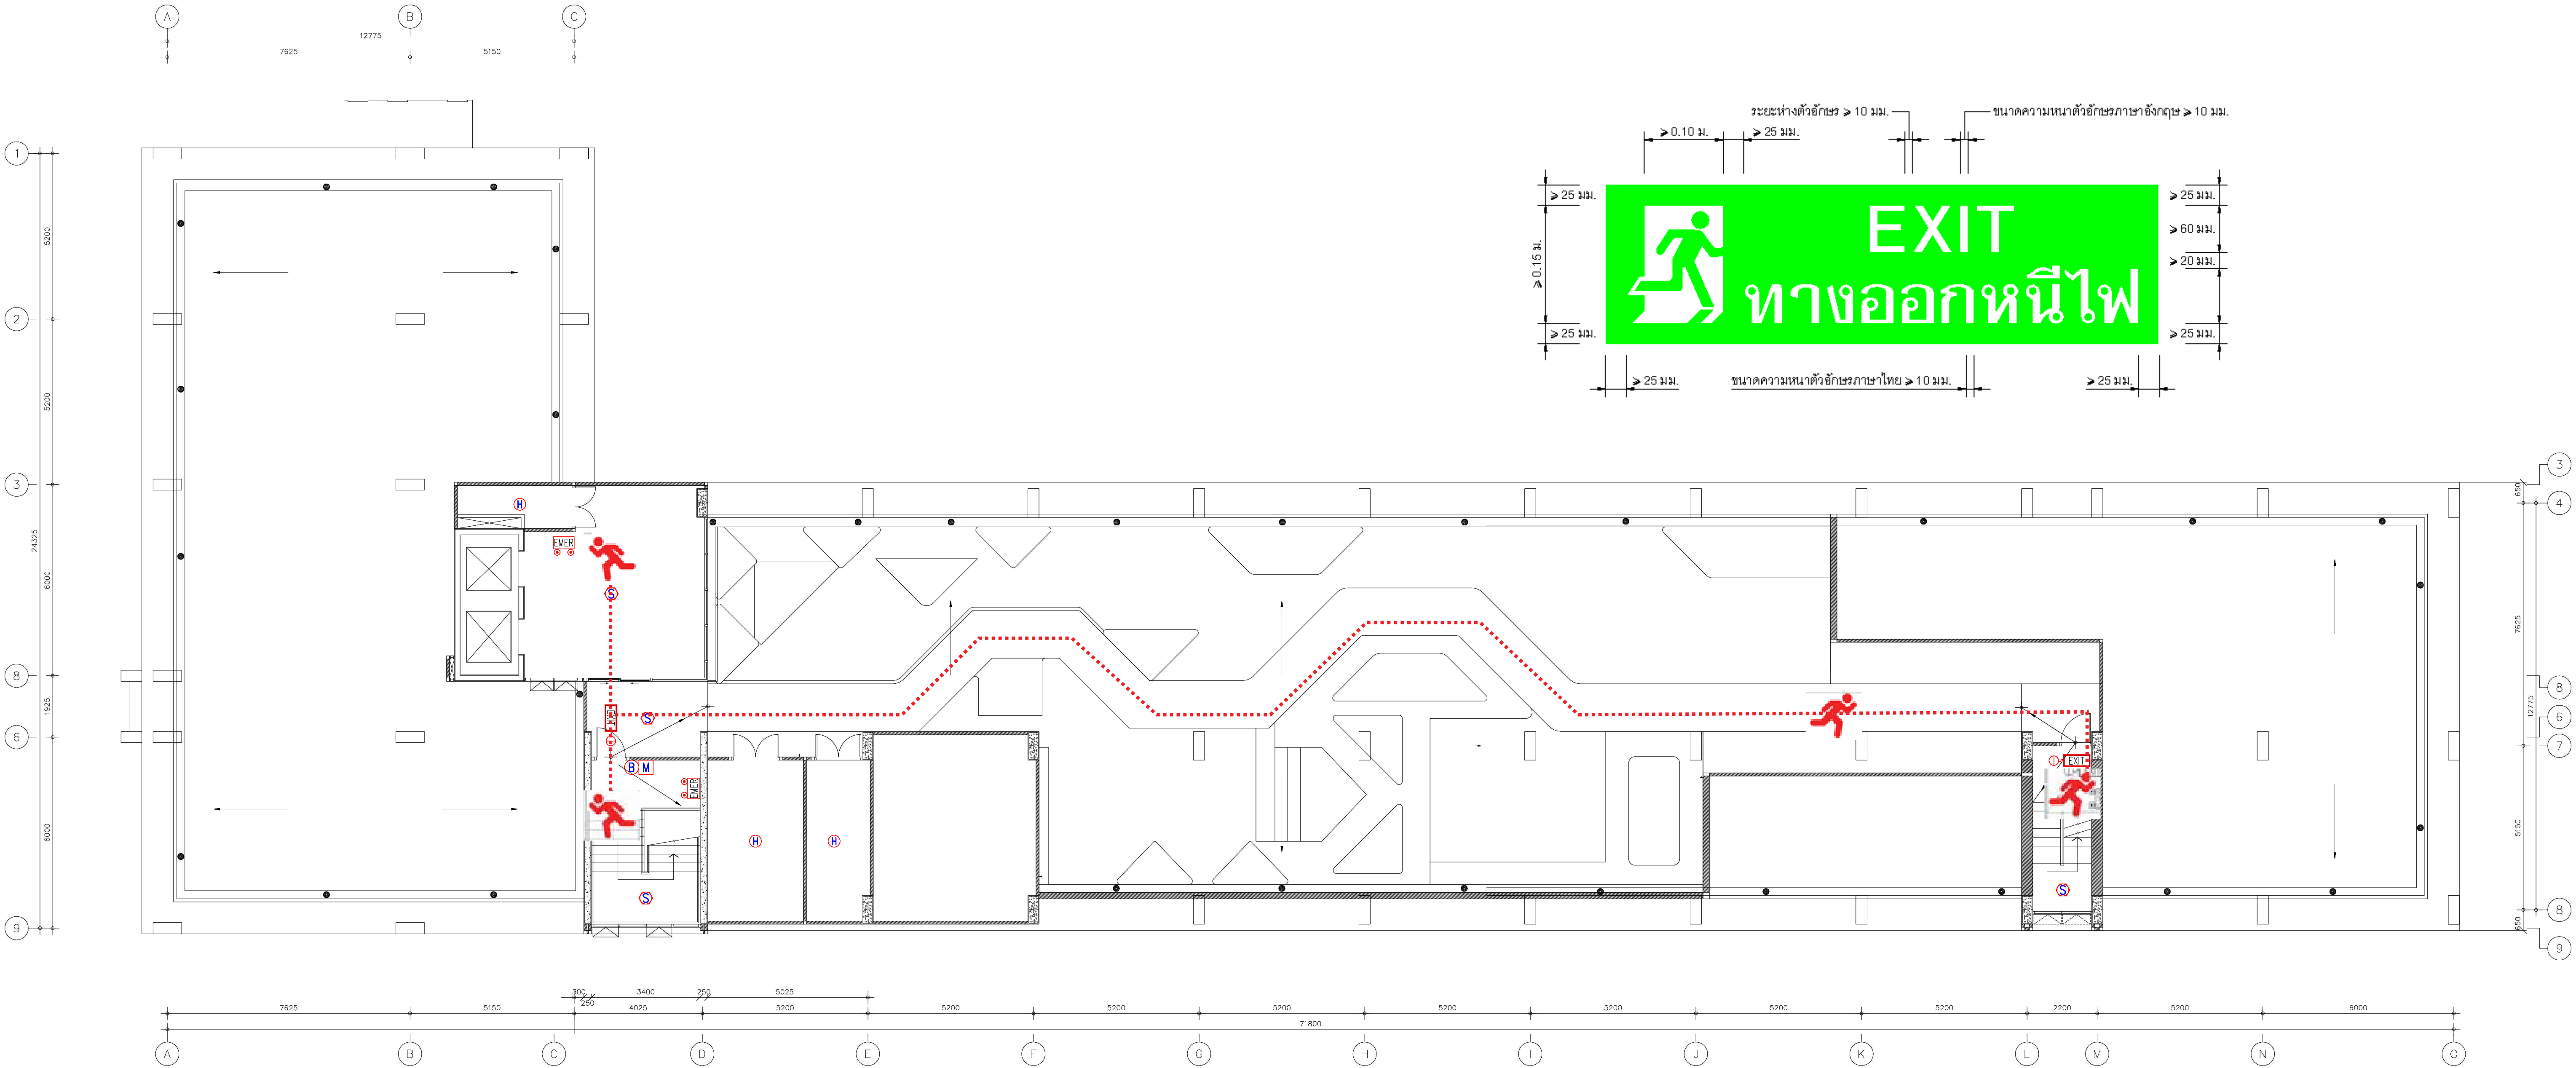 A B C
12775
7625 5150
ระยะห่างตัวอักษร ≥ 10 มม.
ขนาดความหนาตัวอักษรภาษาอังกฤษ ≥ 10 มม.
≥ 0.10 ม. ≥ 25 มม.
≥ 25 มม.
≥ 0.15 ม.
≥ 25 มม.
EXIT
ทางออกหนีไฟ
≥ 25 มม.
≥ 60 มม.
≥ 20 มม.
≥ 25 มม.
≥ 25 มม.
ขนาดความหนาตัวอักษรภาษาไทย ≥ 10 มม.
≥ 25 มม.
1
5200
2
5200
3
24325
6000
8
1925
6
6000
9
H
EMER
S
S
B M
EMER
H
H
S
EXIT
S
3
650
4
7625
8
12775
6
7
5150
8
650
9
300 3400 250 5025
250
7625 5150 4025 5200 5200 5200 5200 5200 5200 5200 5200 2200 5200 6000
71800
A B C D E F G H I J K L M N O